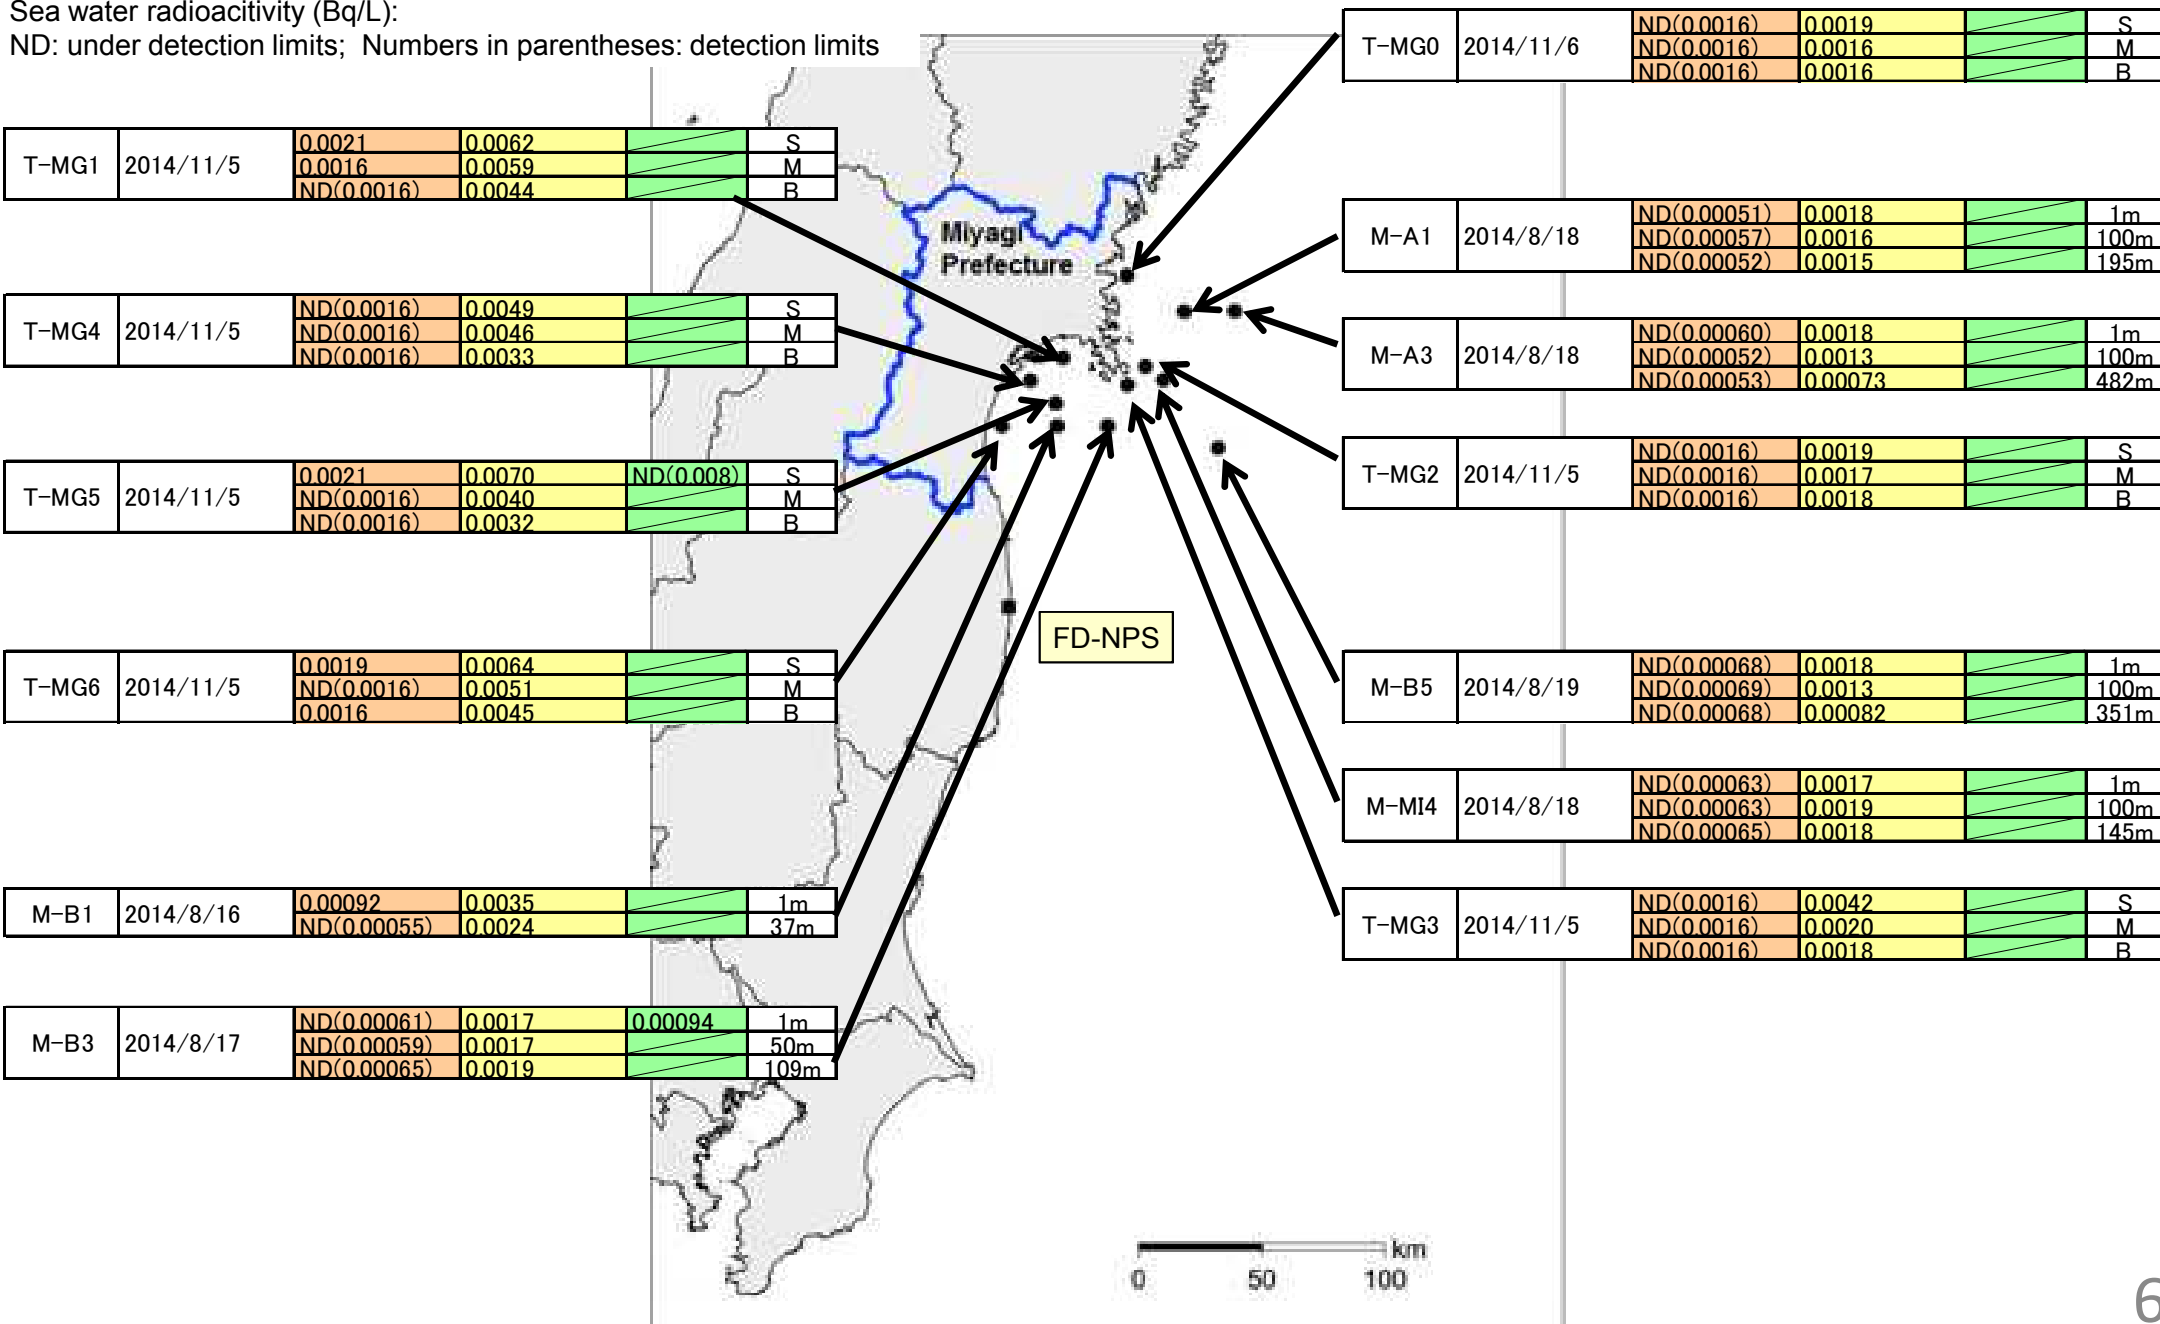 Sea water radioacitivity (Bq/L):
ND: under detection limits; Numbers in parentheses: detection limits
T-MG1 2014/11/5
0.0021 0.0062 S
0.0016 0.0059 M
ND(0.0016) 0.0044 B
T-MG4 2014/11/5
ND(0.0016) 0.0049 S
ND(0.0016) 0.0046 M
ND(0.0016) 0.0033 B
T-MG5 2014/11/5
0.0021 0.0070 ND(0.008) S
ND(0.0016) 0.0040 M
ND(0.0016) 0.0032 B
T-MG6 2014/11/5
0.0019 0.0064 S
ND(0.0016) 0.0051 M
0.0016 0.0045 B
M-B1 2014/8/16
0.00092 0.0035 1m
ND(0.00055) 0.0024 37m
M-B3 2014/8/17
ND(0.00061) 0.0017 0.00094 1m
ND(0.00059) 0.0017 50m
ND(0.00065) 0.0019 109m
Miyagi
Prefecture
FD-NPS
km
0 50 100
T-MG0 2014/11/6
ND(0.0016) 0.0019 S
ND(0.0016) 0.0016 M
ND(0.0016) 0.0016 B
M-A1 2014/8/18
ND(0.00051) 0.0018 1m
ND(0.00057) 0.0016 100m
ND(0.00052) 0.0015 195m
M-A3 2014/8/18
ND(0.00060) 0.0018 1m
ND(0.00052) 0.0013 100m
ND(0.00053) 0.00073 482m
T-MG2 2014/11/5
ND(0.0016) 0.0019 S
ND(0.0016) 0.0017 M
ND(0.0016) 0.0018 B
M-B5 2014/8/19
ND(0.00068) 0.0018 1m
ND(0.00069) 0.0013 100m
ND(0.00068) 0.00082 351m
M-MI4 2014/8/18
ND(0.00063) 0.0017 1m
ND(0.00063) 0.0019 100m
ND(0.00065) 0.0018 145m
T-MG3 2014/11/5
ND(0.0016) 0.0042 S
ND(0.0016) 0.0020 M
ND(0.0016) 0.0018 B
6